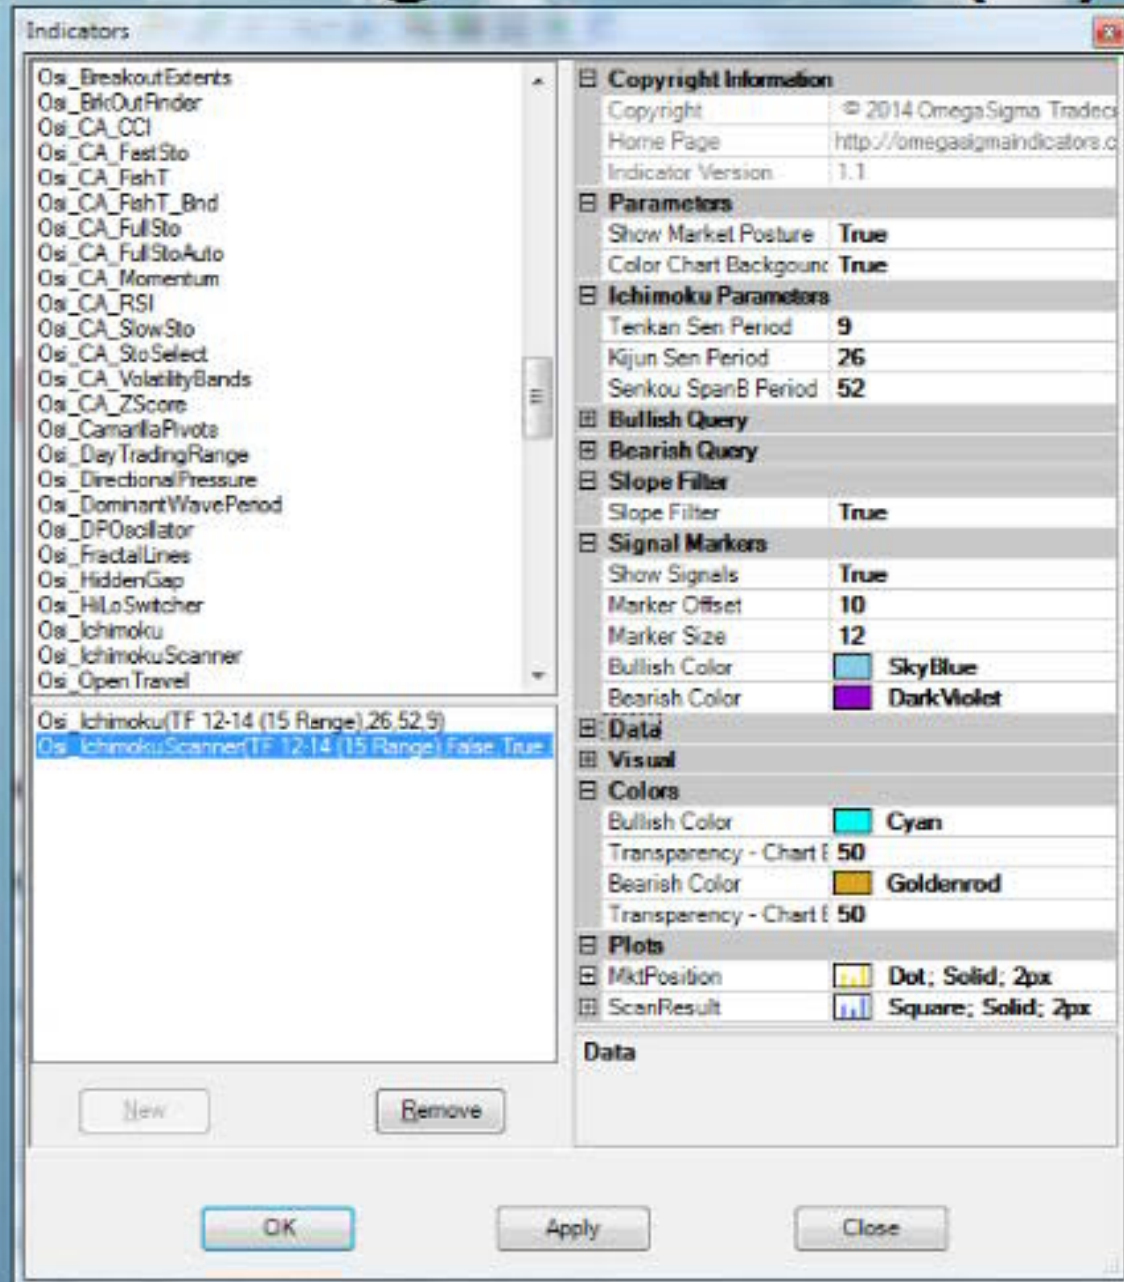 Indicators
Osi_BreakoutExtents
Osi_BrkOutFinder
Osi_CA_CCI
Osi_CA_FastSto
Osi_CA_FishT
Osi_CA_FishT_Bnd
Osi_CA_FullSto
Osi_CA_FullStoAuto
Osi_CA_Momentum
Osi_CA_RSI
Osi_CA_SlowSto
Osi_CA_StoSelect
Osi_CA_VolatilityBands
Osi_CA_ZScore
Osi_CamarillaPivots
Osi_DayTradingRange
Osi_DirectionalPressure
Osi_DominantWavePeriod
Osi_DPOscillator
Osi_FractalLines
Osi_HiddenGap
Osi_HiLoSwitcher
Osi_Ichimoku
Osi_IchimokuScanner
Osi_OpenTravel
Osi_Ichimoku(TF 12-14 (15 Range),26,52,9)
Osi_IchimokuScanner(TF 12-14 (15 Range),False,True
New Remove
Copyright Information
Copyright © 2014 OmegaSigma Tradecr
Home Page http://omegasigmaindicators.c
Indicator Version 1.1
Parameters
Show Market Posture True
Color Chart Backgounc True
Ichimoku Parameters
Tenkan Sen Period 9
Kijun Sen Period 26
Senkou SpanB Period 52
Bullish Query
Bearish Query
Slope Filter
Slope Filter True
Signal Markers
Show Signals True
Marker Offset 10
Marker Size 12
Bullish Color SkyBlue
Bearish Color DarkViolet
Data
Visual
Colors
Bullish Color Cyan
Transparency - Chart E 50
Bearish Color Goldenrod
Transparency - Chart E 50
Plots
MktPosition Dot; Solid; 2px
ScanResult Square; Solid; 2px
Data
OK Apply Close